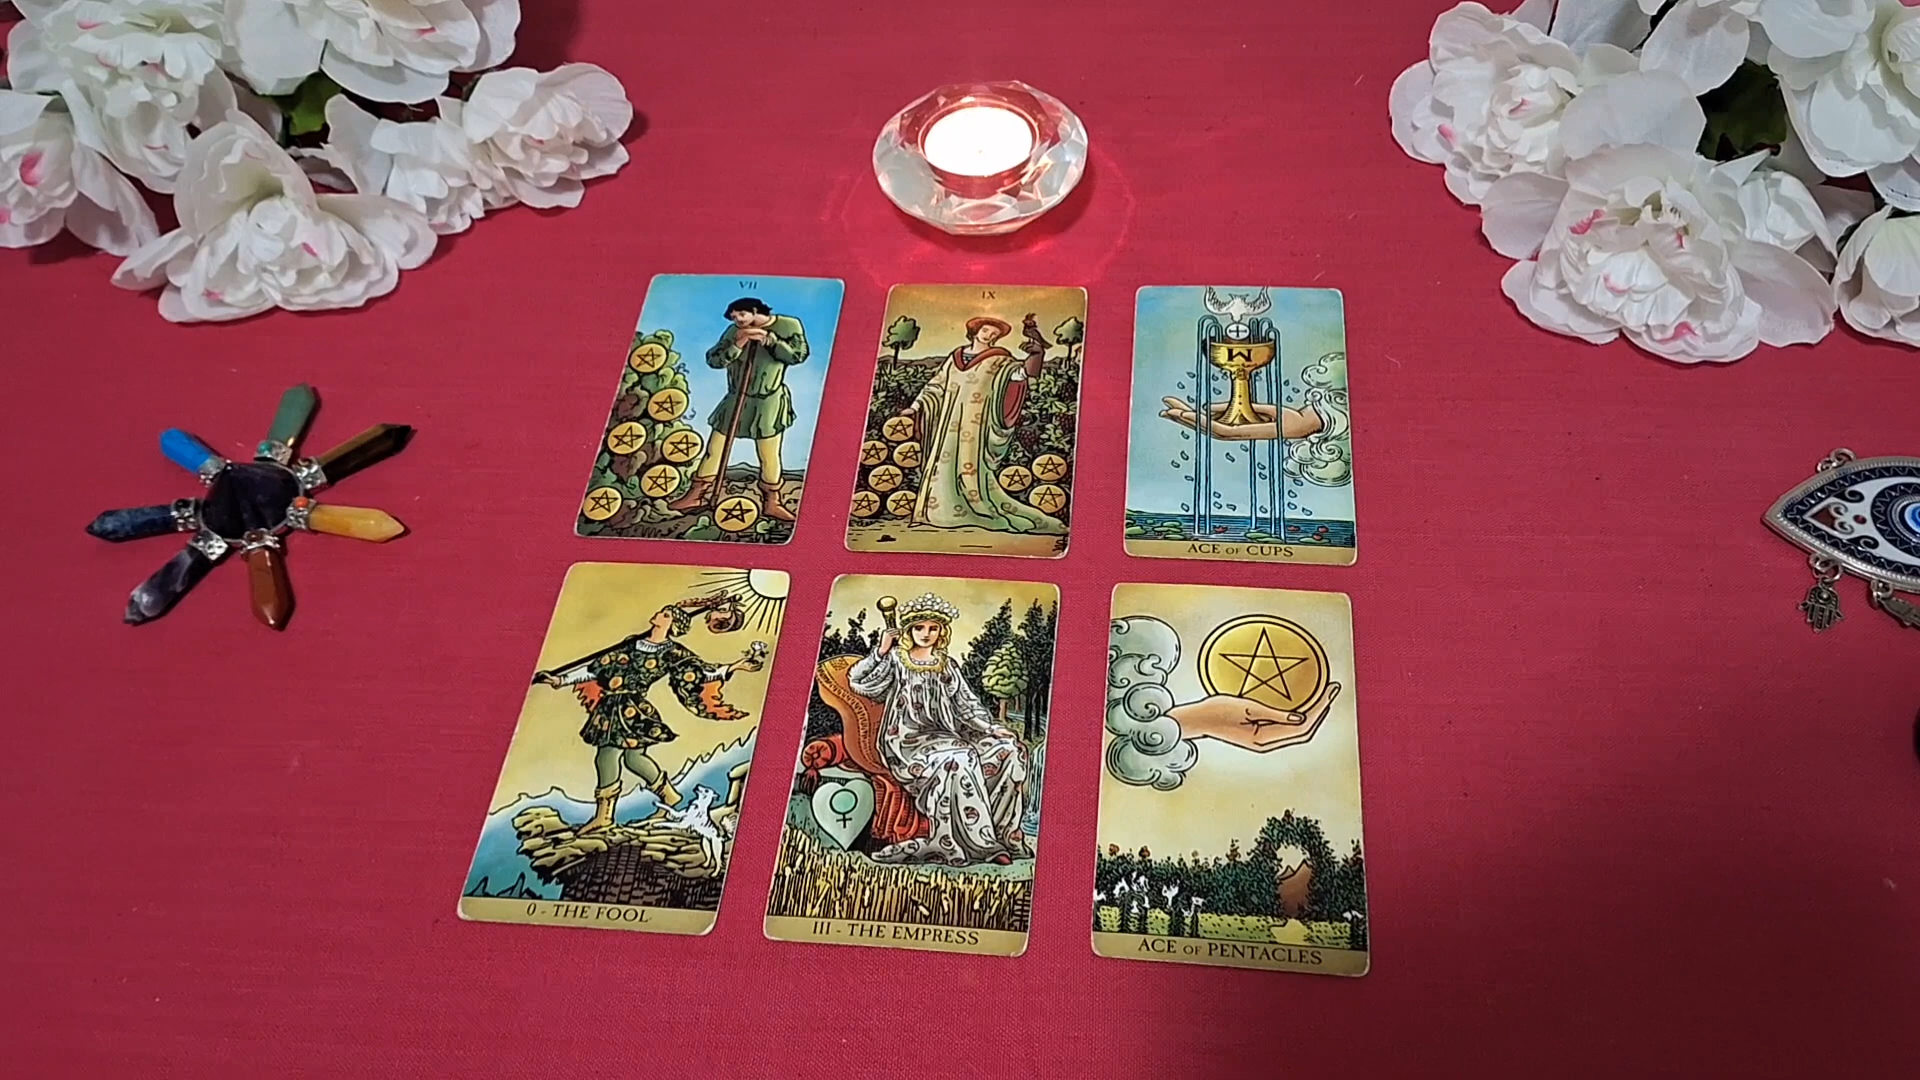 VII
IX
ACE OF CUPS
0 - THE FOOL
III - THE EMPRESS
ACE OF PENTACLES